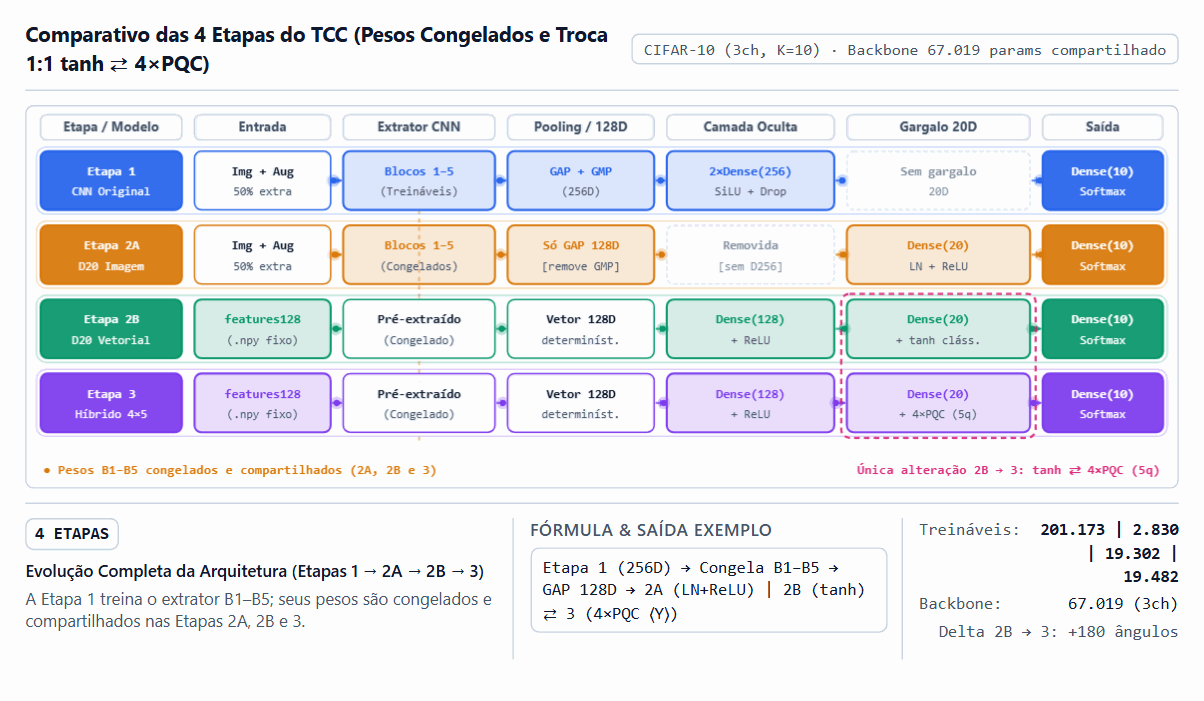 Comparativo das 4 Etapas do TCC (Pesos Congelados e Troca
1:1 tanh ⇄ 4×PQC)
CIFAR-10 (3ch, K=10) · Backbone 67.019 params compartilhado
Etapa / Modelo
Entrada
Extrator CNN
Pooling / 128D
Camada Oculta
Gargalo 20D
Saída
Etapa 1
CNN Original
Img + Aug
50% extra
Blocos 1–5
(Treináveis)
GAP + GMP
(256D)
2×Dense(256)
SiLU + Drop
Sem gargalo
20D
Dense(10)
Softmax
Etapa 2A
D20 Imagem
Img + Aug
50% extra
Blocos 1–5
(Congelados)
Só GAP 128D
[remove GMP]
Removida
[sem D256]
Dense(20)
LN + ReLU
Dense(10)
Softmax
Etapa 2B
D20 Vetorial
features128
(.npy fixo)
Pré-extraído
(Congelado)
Vetor 128D
determiníst.
Dense(128)
+ ReLU
Dense(20)
+ tanh cláss.
Dense(10)
Softmax
Etapa 3
Híbrido 4×5
features128
(.npy fixo)
Pré-extraído
(Congelado)
Vetor 128D
determiníst.
Dense(128)
+ ReLU
Dense(20)
+ 4×PQC (5q)
Dense(10)
Softmax
● Pesos B1–B5 congelados e compartilhados (2A, 2B e 3)
Única alteração 2B → 3: tanh ⇄ 4×PQC (5q)
4 ETAPAS
Evolução Completa da Arquitetura (Etapas 1 → 2A → 2B → 3)
A Etapa 1 treina o extrator B1–B5; seus pesos são congelados e
compartilhados nas Etapas 2A, 2B e 3.
FÓRMULA & SAÍDA EXEMPLO
Etapa 1 (256D) → Congela B1–B5 →
GAP 128D → 2A (LN+ReLU) | 2B (tanh)
⇄ 3 (4×PQC ⟨Y⟩)
Treináveis: 201.173 | 2.830
| 19.302 |
19.482
Backbone: 67.019 (3ch)
Delta 2B → 3: +180 ângulos